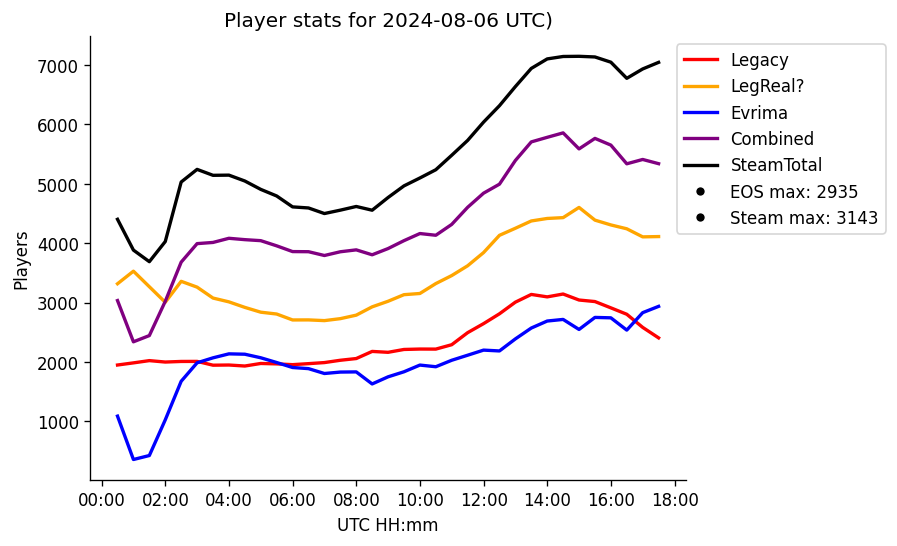 Player stats for 2024-08-06 UTC)
Players
7000
6000
5000
4000
3000
2000
1000
00:00 02:00 04:00 06:00 08:00 10:00 12:00 14:00 16:00 18:00
UTC HH:mm
Legacy
LegReal?
Evrima
Combined
SteamTotal
EOS max: 2935
Steam max: 3143